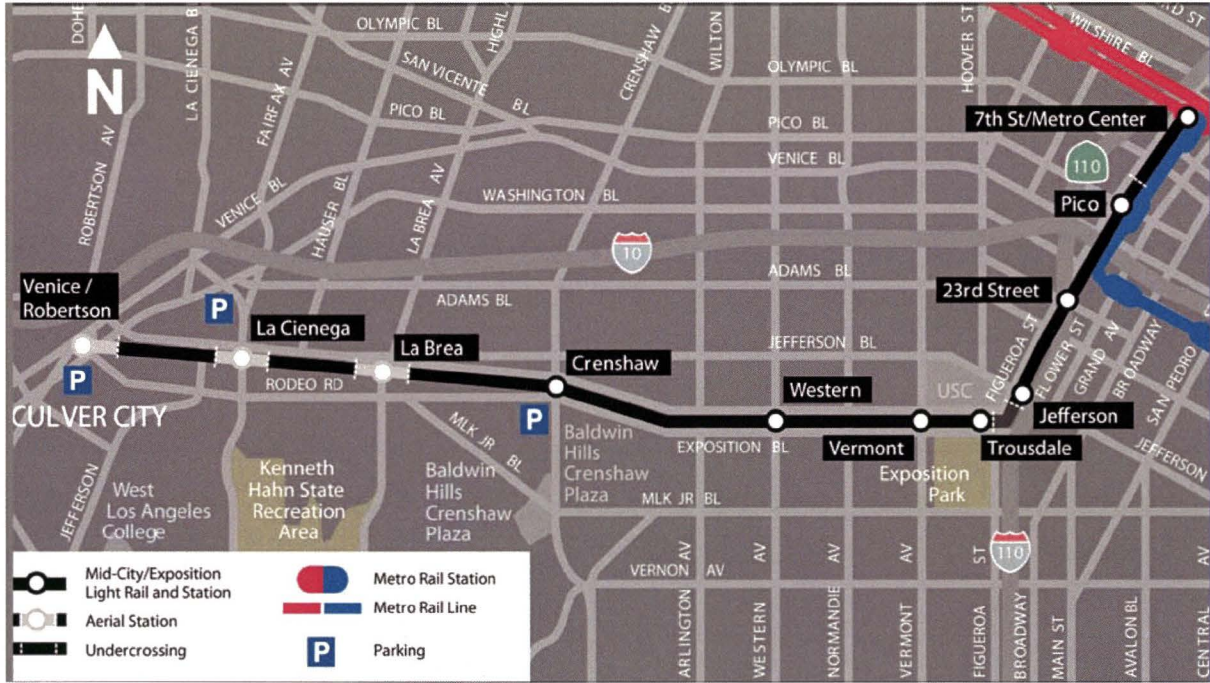 DOHE
LA CIENEGA B
OLYMPIC BL
HIGHL
CRENSHAW BL
WILTON
HOOVER ST
RD ST
WILSHIRE BL
N
FAIRFAX AV
SAN VICENTE BL
OLYMPIC BL
PICO BL
PICO BL
7th St/Metro Center
ROBERTSON AV
VENICE BL
110
LA BREA AV
WASHINGTON BL
VENICE BL
HAUSER BL
Pico
10
Venice /
Robertson
ADAMS BL
ADAMS BL
23rd Street
P
La Cienega
La Brea
JEFFERSON BL
FIGUEROA ST
FLOWER ST
GRAND AV
BROADWAY
SAN PEDRO
P
RODEO RD
Crenshaw
Western
USC
Jefferson
CULVER CITY
P
MLK JR BL
EXPOSITION BL
Vermont
Trousdale
JEFFERSON
JEFFERSON
West
Los Angeles
College
Kenneth
Hahn State
Recreation
Area
Baldwin
Hills
Crenshaw
Plaza
Baldwin
Hills
Crenshaw
Plaza
Exposition
Park
MLK JR BL
110
VERNON AV
ARLINGTON AV
WESTERN AV
NORMANDIE AV
VERMONT AV
FIGUEROA ST
BROADWAY
MAIN ST
AVALON BL
CENTRAL AV
Mid-City/Exposition
Light Rail and Station
Aerial Station
Undercrossing
Metro Rail Station
Metro Rail Line
P
Parking